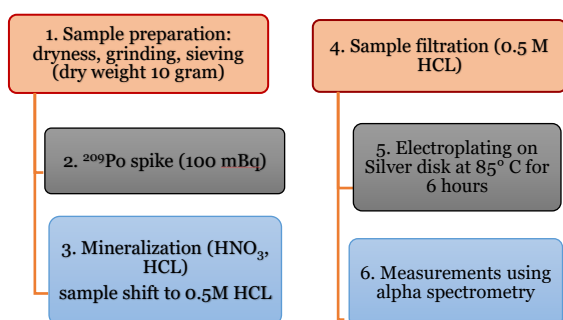 1. Sample preparation:
dryness, grinding, sieving
(dry weight 10 gram)
2. ²⁰⁹Po spike (100 mBq)
3. Mineralization (HNO₃,
HCL)
sample shift to 0.5M HCL
4. Sample filtration (0.5 M
HCL)
5. Electroplating on
Silver disk at 85° C for
6 hours
6. Measurements using
alpha spectrometry